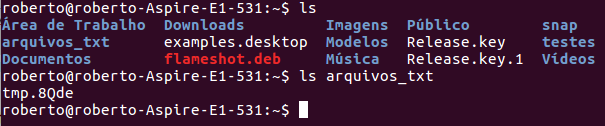 roberto@roberto-Aspire-E1-531:~$ ls
Área de Trabalho  Downloads         Imagens  Público        snap
arquivos_txt      examples.desktop  Modelos  Release.key    testes
Documentos        flameshot.deb     Música   Release.key.1  Vídeos
roberto@roberto-Aspire-E1-531:~$ ls arquivos_txt
tmp.8Qde
roberto@roberto-Aspire-E1-531:~$